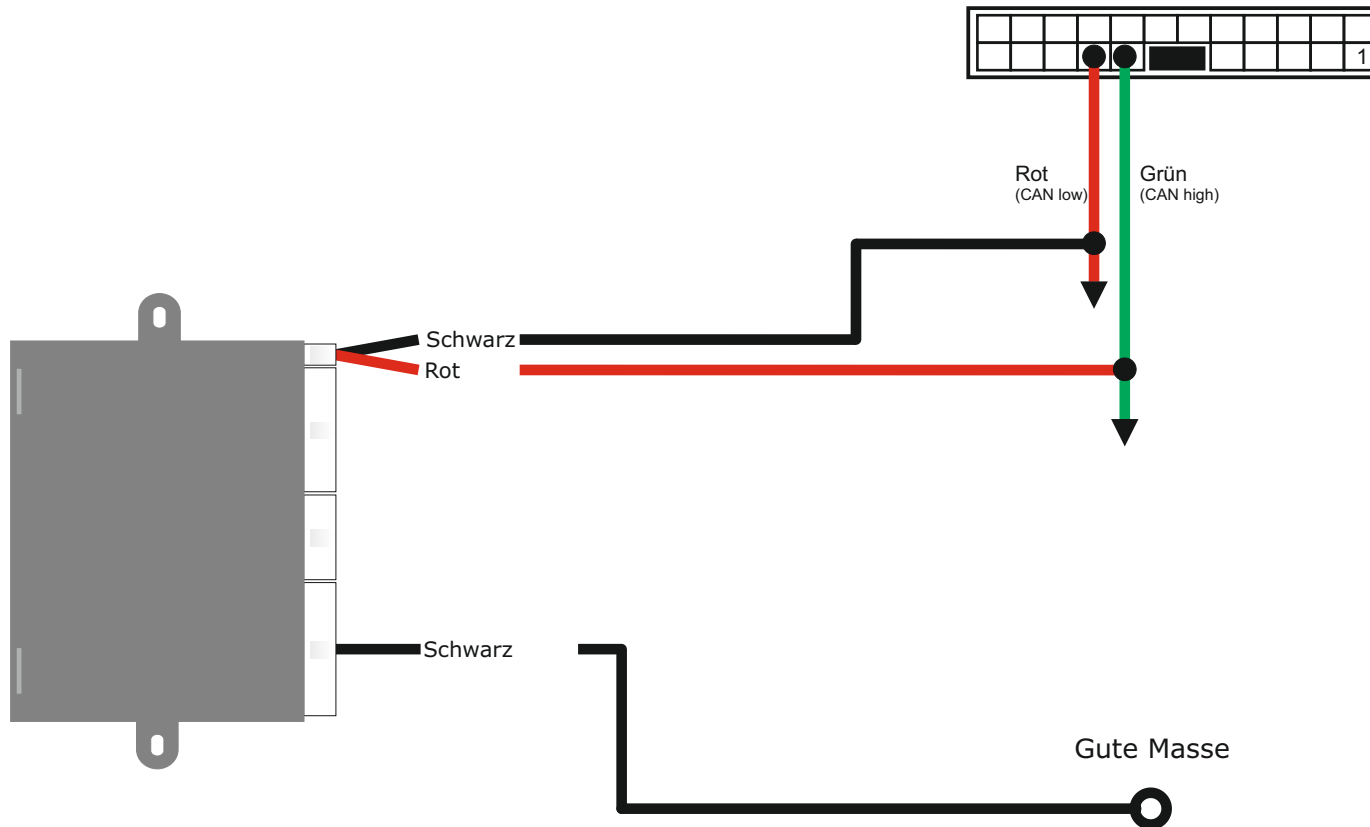 1
Rot
(CAN low)
Grün
(CAN high)
Schwarz
Rot
Schwarz
Gute Masse